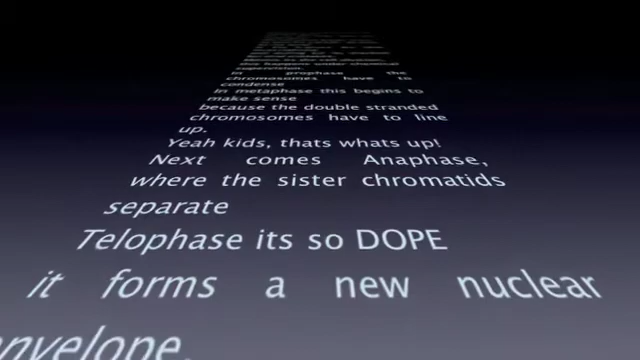 supervision.
In prophase the
chromosomes have to
condense
In metaphase this begins to
make sense
because the double stranded
chromosomes have to line
up.
Yeah kids, thats whats up!
Next comes Anaphase,
where the sister chromatids
separate
Telophase its so DOPE
it forms a new nuclear
envelope.